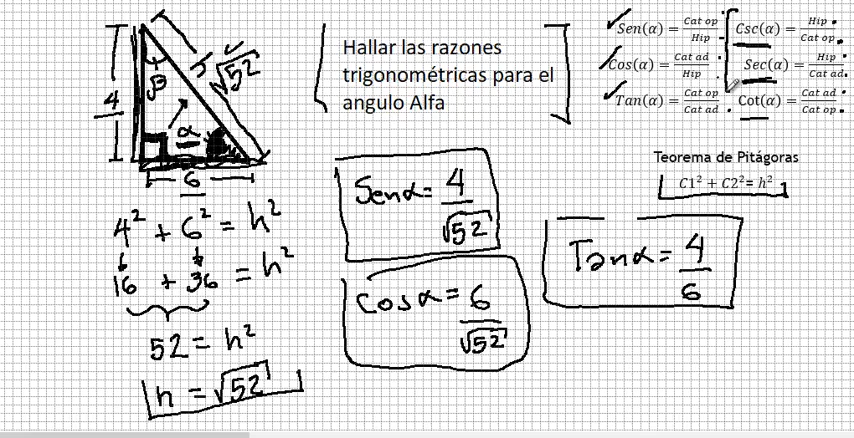 Hallar las razones
trigonométricas para el
angulo Alfa
Sen(α) = Cat op / Hip
Csc(α) = Hip / Cat op
Cos(α) = Cat ad / Hip
Sec(α) = Hip / Cat ad
Tan(α) = Cat op / Cat ad
Cot(α) = Cat ad / Cat op
Teorema de Pitágoras
C1² + C2² = h²
4
β
h
√52
α
6
4² + 6² = h²
16 + 36 = h²
52 = h²
h = √52
Senα = 4 / √52
Cosα = 6 / √52
Tanα = 4 / 6